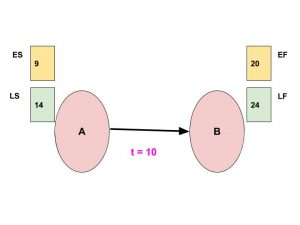 ES 9 20 EF
LS 14 24 LF
A B
t = 10